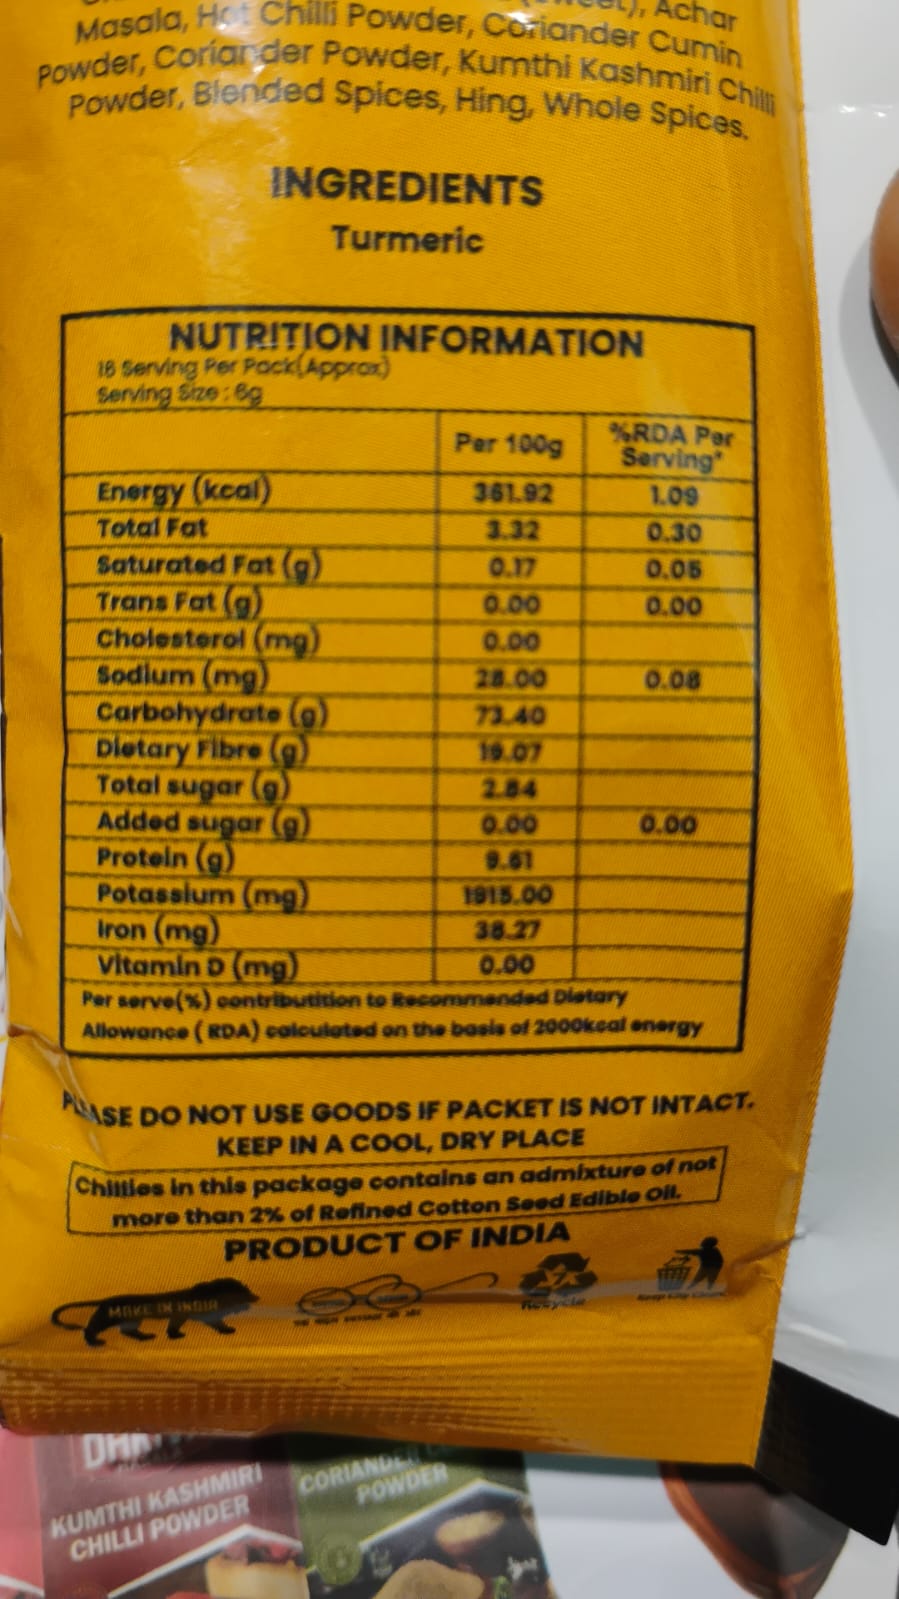 Achar
Masala, Hot Chilli Powder, Coriander Cumin
Powder, Coriander Powder, Kumthi Kashmiri Chilli
Powder, Blended Spices, Hing, Whole Spices.
INGREDIENTS
Turmeric
NUTRITION INFORMATION
18 Serving Per Pack(Approx)
Serving Size : 6g
Per 100g %RDA Per Serving*
Energy (kcal) 361.92 1.09
Total Fat 3.32 0.30
Saturated Fat (g) 0.17 0.05
Trans Fat (g) 0.00 0.00
Cholesterol (mg) 0.00
Sodium (mg) 28.00 0.08
Carbohydrate (g) 73.40
Dietary Fibre (g) 19.07
Total sugar (g) 2.84
Added sugar (g) 0.00 0.00
Protein (g) 9.61
Potassium (mg) 1915.00
Iron (mg) 38.27
Vitamin D (mg) 0.00
Per serve(%) contributition to Recommended Dietary
Allowance ( RDA) calculated on the basis of 2000kcal energy
PLEASE DO NOT USE GOODS IF PACKET IS NOT INTACT.
KEEP IN A COOL, DRY PLACE
Chillies in this package contains an admixture of not
more than 2% of Refined Cotton Seed Edible Oil.
PRODUCT OF INDIA
MAKE IN INDIA
7
Recycle
KUMTHI KASHMIRI
CHILLI POWDER
CORIANDER
POWDER